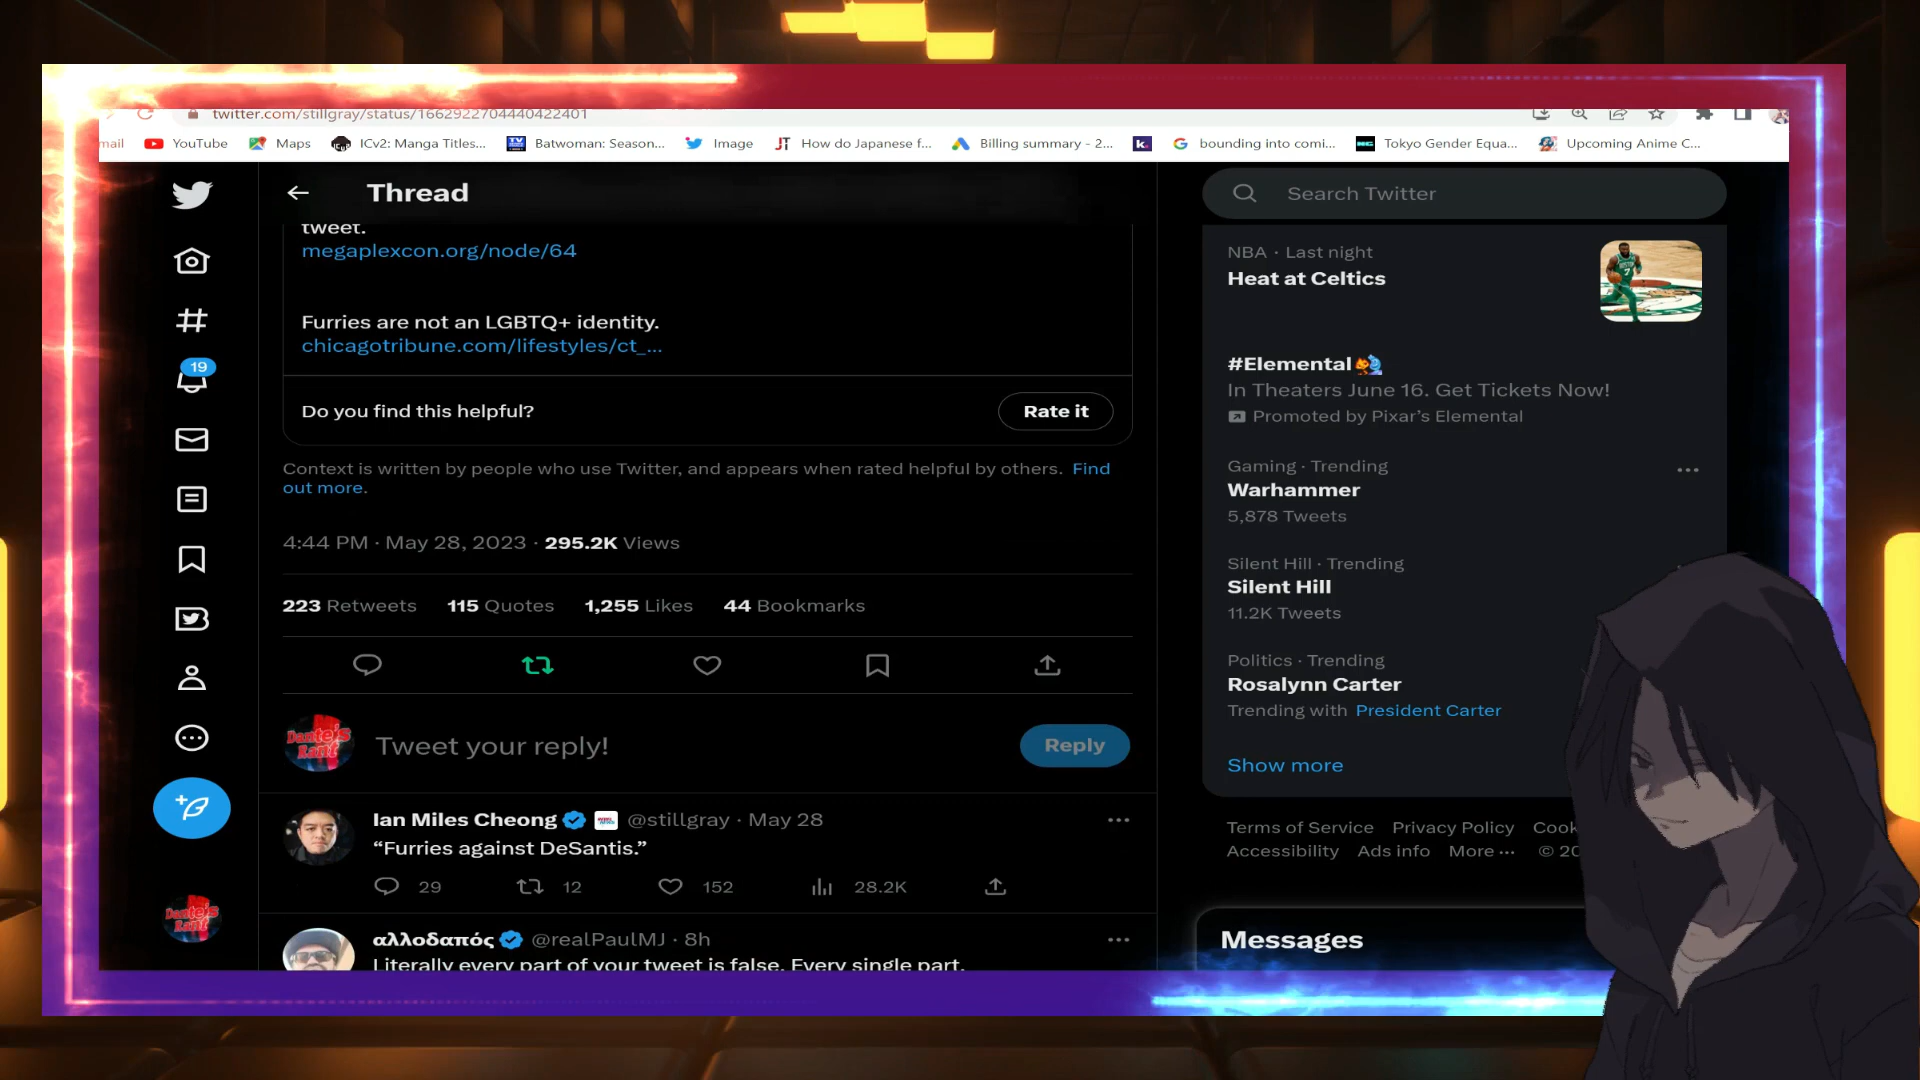 twitter.com/stillgray/status/1662922704440422401
mail YouTube Maps ICv2: Manga Titles... Batwoman: Season... Image How do Japanese f... Billing summary - 2... bounding into comi... Tokyo Gender Equa... Upcoming Anime C...
Thread
tweet.
megaplexcon.org/node/64
Furries are not an LGBTQ+ identity.
chicagotribune.com/lifestyles/ct_...
Do you find this helpful?
Rate it
Context is written by people who use Twitter, and appears when rated helpful by others. Find
out more.
4:44 PM · May 28, 2023 · 295.2K Views
223 Retweets 115 Quotes 1,255 Likes 44 Bookmarks
Dante's
Rant
Tweet your reply!
Reply
Ian Miles Cheong @stillgray · May 28
“Furries against DeSantis.”
29 12 152 28.2K
αλλοδαπός @realPaulMJ · 8h
Literally every part of your tweet is false. Every single part.
19
Dante's
Rant
Search Twitter
NBA · Last night
Heat at Celtics
#Elemental
In Theaters June 16. Get Tickets Now!
Promoted by Pixar’s Elemental
Gaming · Trending
Warhammer
5,878 Tweets
Silent Hill · Trending
Silent Hill
11.2K Tweets
Politics · Trending
Rosalynn Carter
Trending with President Carter
Show more
Terms of Service Privacy Policy Cook
Accessibility Ads info More ··· © 20
Messages